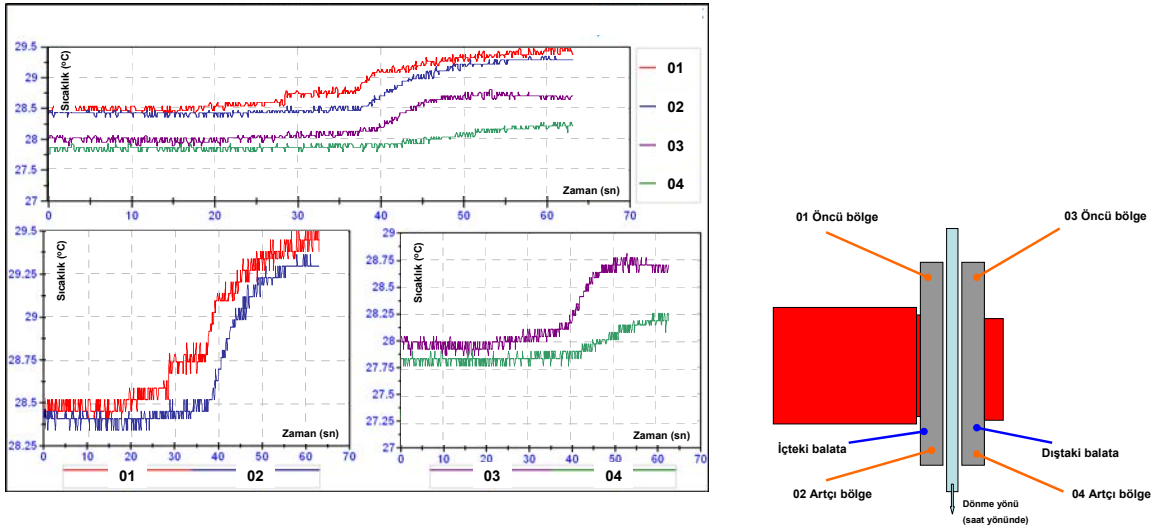 29.5
29
28.5
28
27.5
27
Sıcaklık (ºC)
Zaman (sn)
0 10 20 30 40 50 60 70
01
02
03
04
29.5
29.25
29
28.75
28.5
28.25
Sıcaklık (ºC)
Zaman (sn)
0 10 20 30 40 50 60 70
01 02
29
28.75
28.5
28.25
28
27.75
27.5
27.25
27
Sıcaklık (ºC)
Zaman (sn)
0 10 20 30 40 50 60 70
03 04
01 Öncü bölge
03 Öncü bölge
İçteki balata
Dıştaki balata
02 Artçı bölge
04 Artçı bölge
Dönme yönü
(saat yönünde)